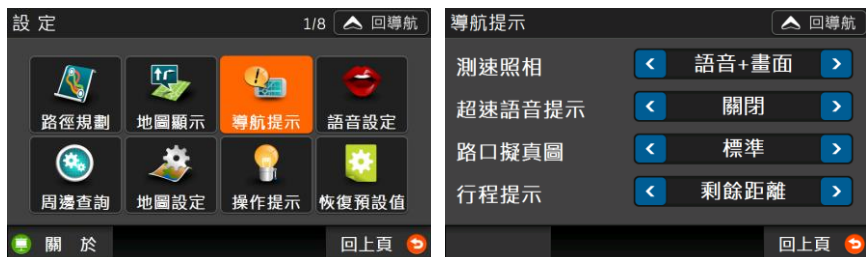 設 定 1/8 回導航
路徑規劃 地圖顯示 導航提示 語音設定
周邊查詢 地圖設定 操作提示 恢復預設值
關 於 回上頁
導航提示 回導航
測速照相 語音+畫面
超速語音提示 關閉
路口擬真圖 標準
行程提示 剩餘距離
回上頁